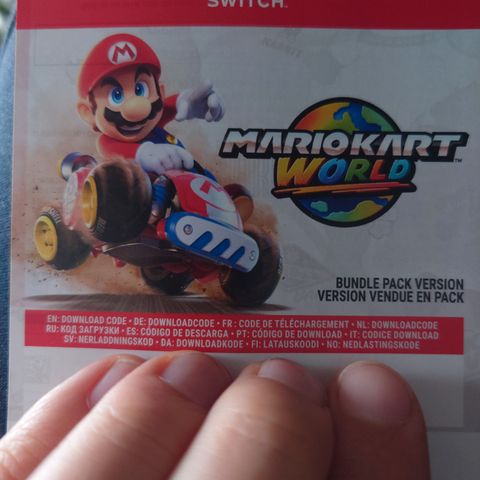 SWITCH
MARIOKART
WORLD™
BUNDLE PACK VERSION
VERSION VENDUE EN PACK
EN: DOWNLOAD CODE • DE: DOWNLOADCODE • FR : CODE DE TÉLÉCHARGEMENT • NL: DOWNLOADCODE
RU: КОД ЗАГРУЗКИ • ES: CÓDIGO DE DESCARGA • PT: CÓDIGO DE DOWNLOAD • IT: CODICE DOWNLOAD
SV: NERLADDNINGSKOD • DA: DOWNLOADKODE • FI: LATAUSKOODI • NO: NEDLASTINGSKODE